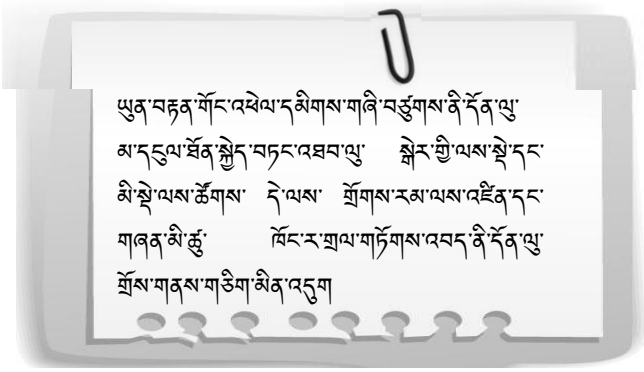 ཡུན་བརྟན་གོང་འཕེལ་དམིགས་གཞི་བཙུགས་ནི་དོན་ལུ་
མ་དངུལ་ཐོན་སྐྱེད་བཏང་འཐབ་ལུ་ སྒེར་གྱི་ལས་སྡེ་དང་
མི་སྡེ་ལས་ཚོགས་ དེ་ལས་ གྲོགས་རམ་ལས་འཛིན་དང་
གཞན་མི་ཚུ་ ཁོང་ར་གྲལ་གཏོགས་འབད་ནི་དོན་ལུ་
གྲོས་གནས་གཅིག་མིན་འདུག